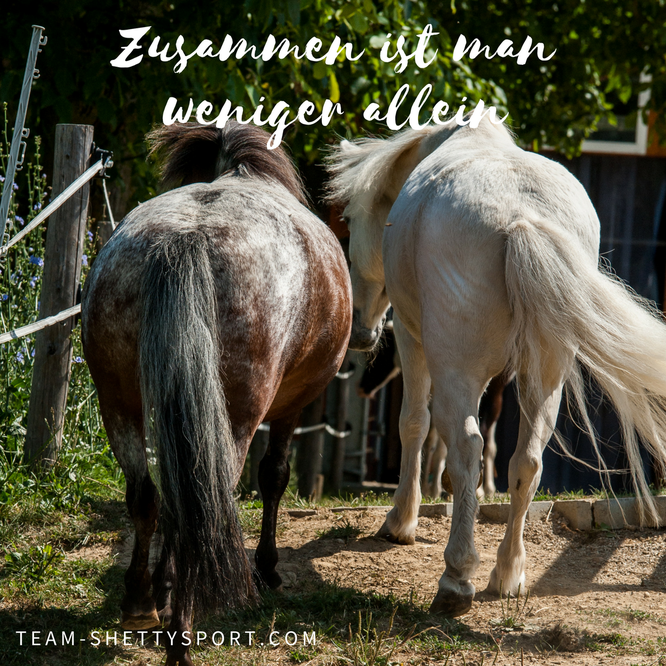 Zusammen ist man
weniger allein
TEAM-SHETTYSPORT.COM